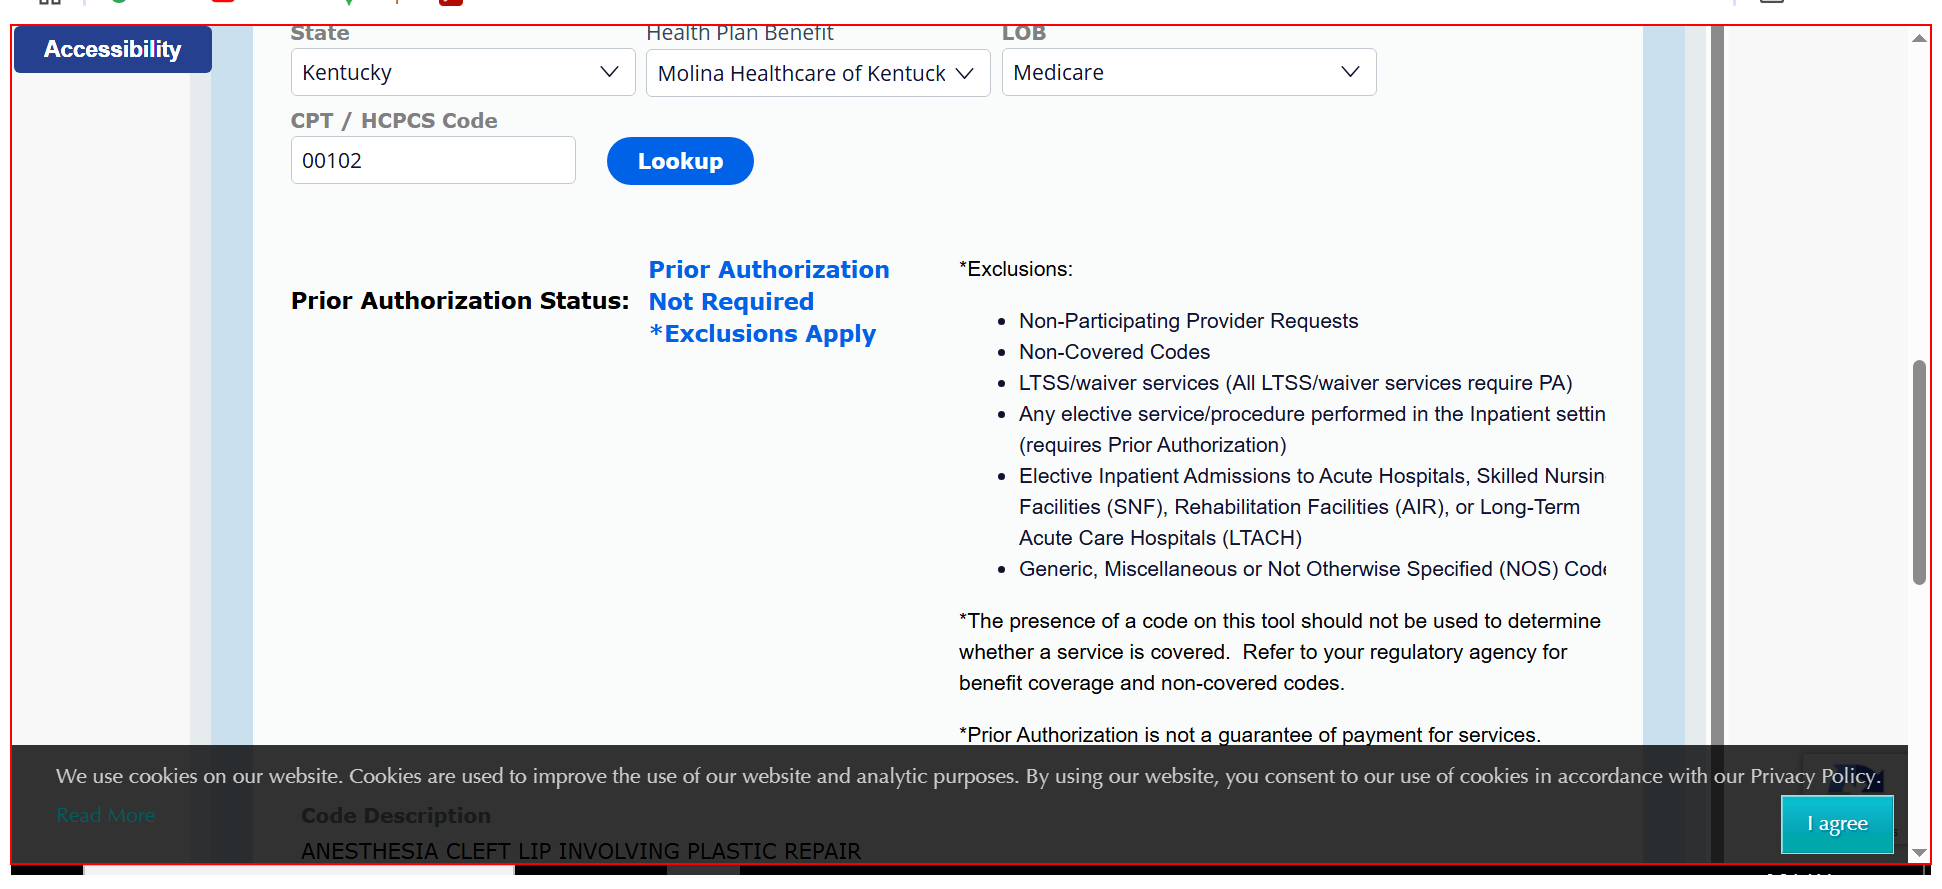 Accessibility
State
Health Plan Benefit
LOB
Kentucky
Molina Healthcare of Kentuck
Medicare
CPT / HCPCS Code
00102
Lookup
Prior Authorization Status:
Prior Authorization
Not Required
*Exclusions Apply
*Exclusions:
• Non-Participating Provider Requests
• Non-Covered Codes
• LTSS/waiver services (All LTSS/waiver services require PA)
• Any elective service/procedure performed in the Inpatient settin
(requires Prior Authorization)
• Elective Inpatient Admissions to Acute Hospitals, Skilled Nursin
Facilities (SNF), Rehabilitation Facilities (AIR), or Long-Term
Acute Care Hospitals (LTACH)
• Generic, Miscellaneous or Not Otherwise Specified (NOS) Code
*The presence of a code on this tool should not be used to determine
whether a service is covered.  Refer to your regulatory agency for
benefit coverage and non-covered codes.
*Prior Authorization is not a guarantee of payment for services.
We use cookies on our website. Cookies are used to improve the use of our website and analytic purposes. By using our website, you consent to our use of cookies in accordance with our Privacy Policy.
Read More
I agree
Code Description
ANESTHESIA CLEFT LIP INVOLVING PLASTIC REPAIR